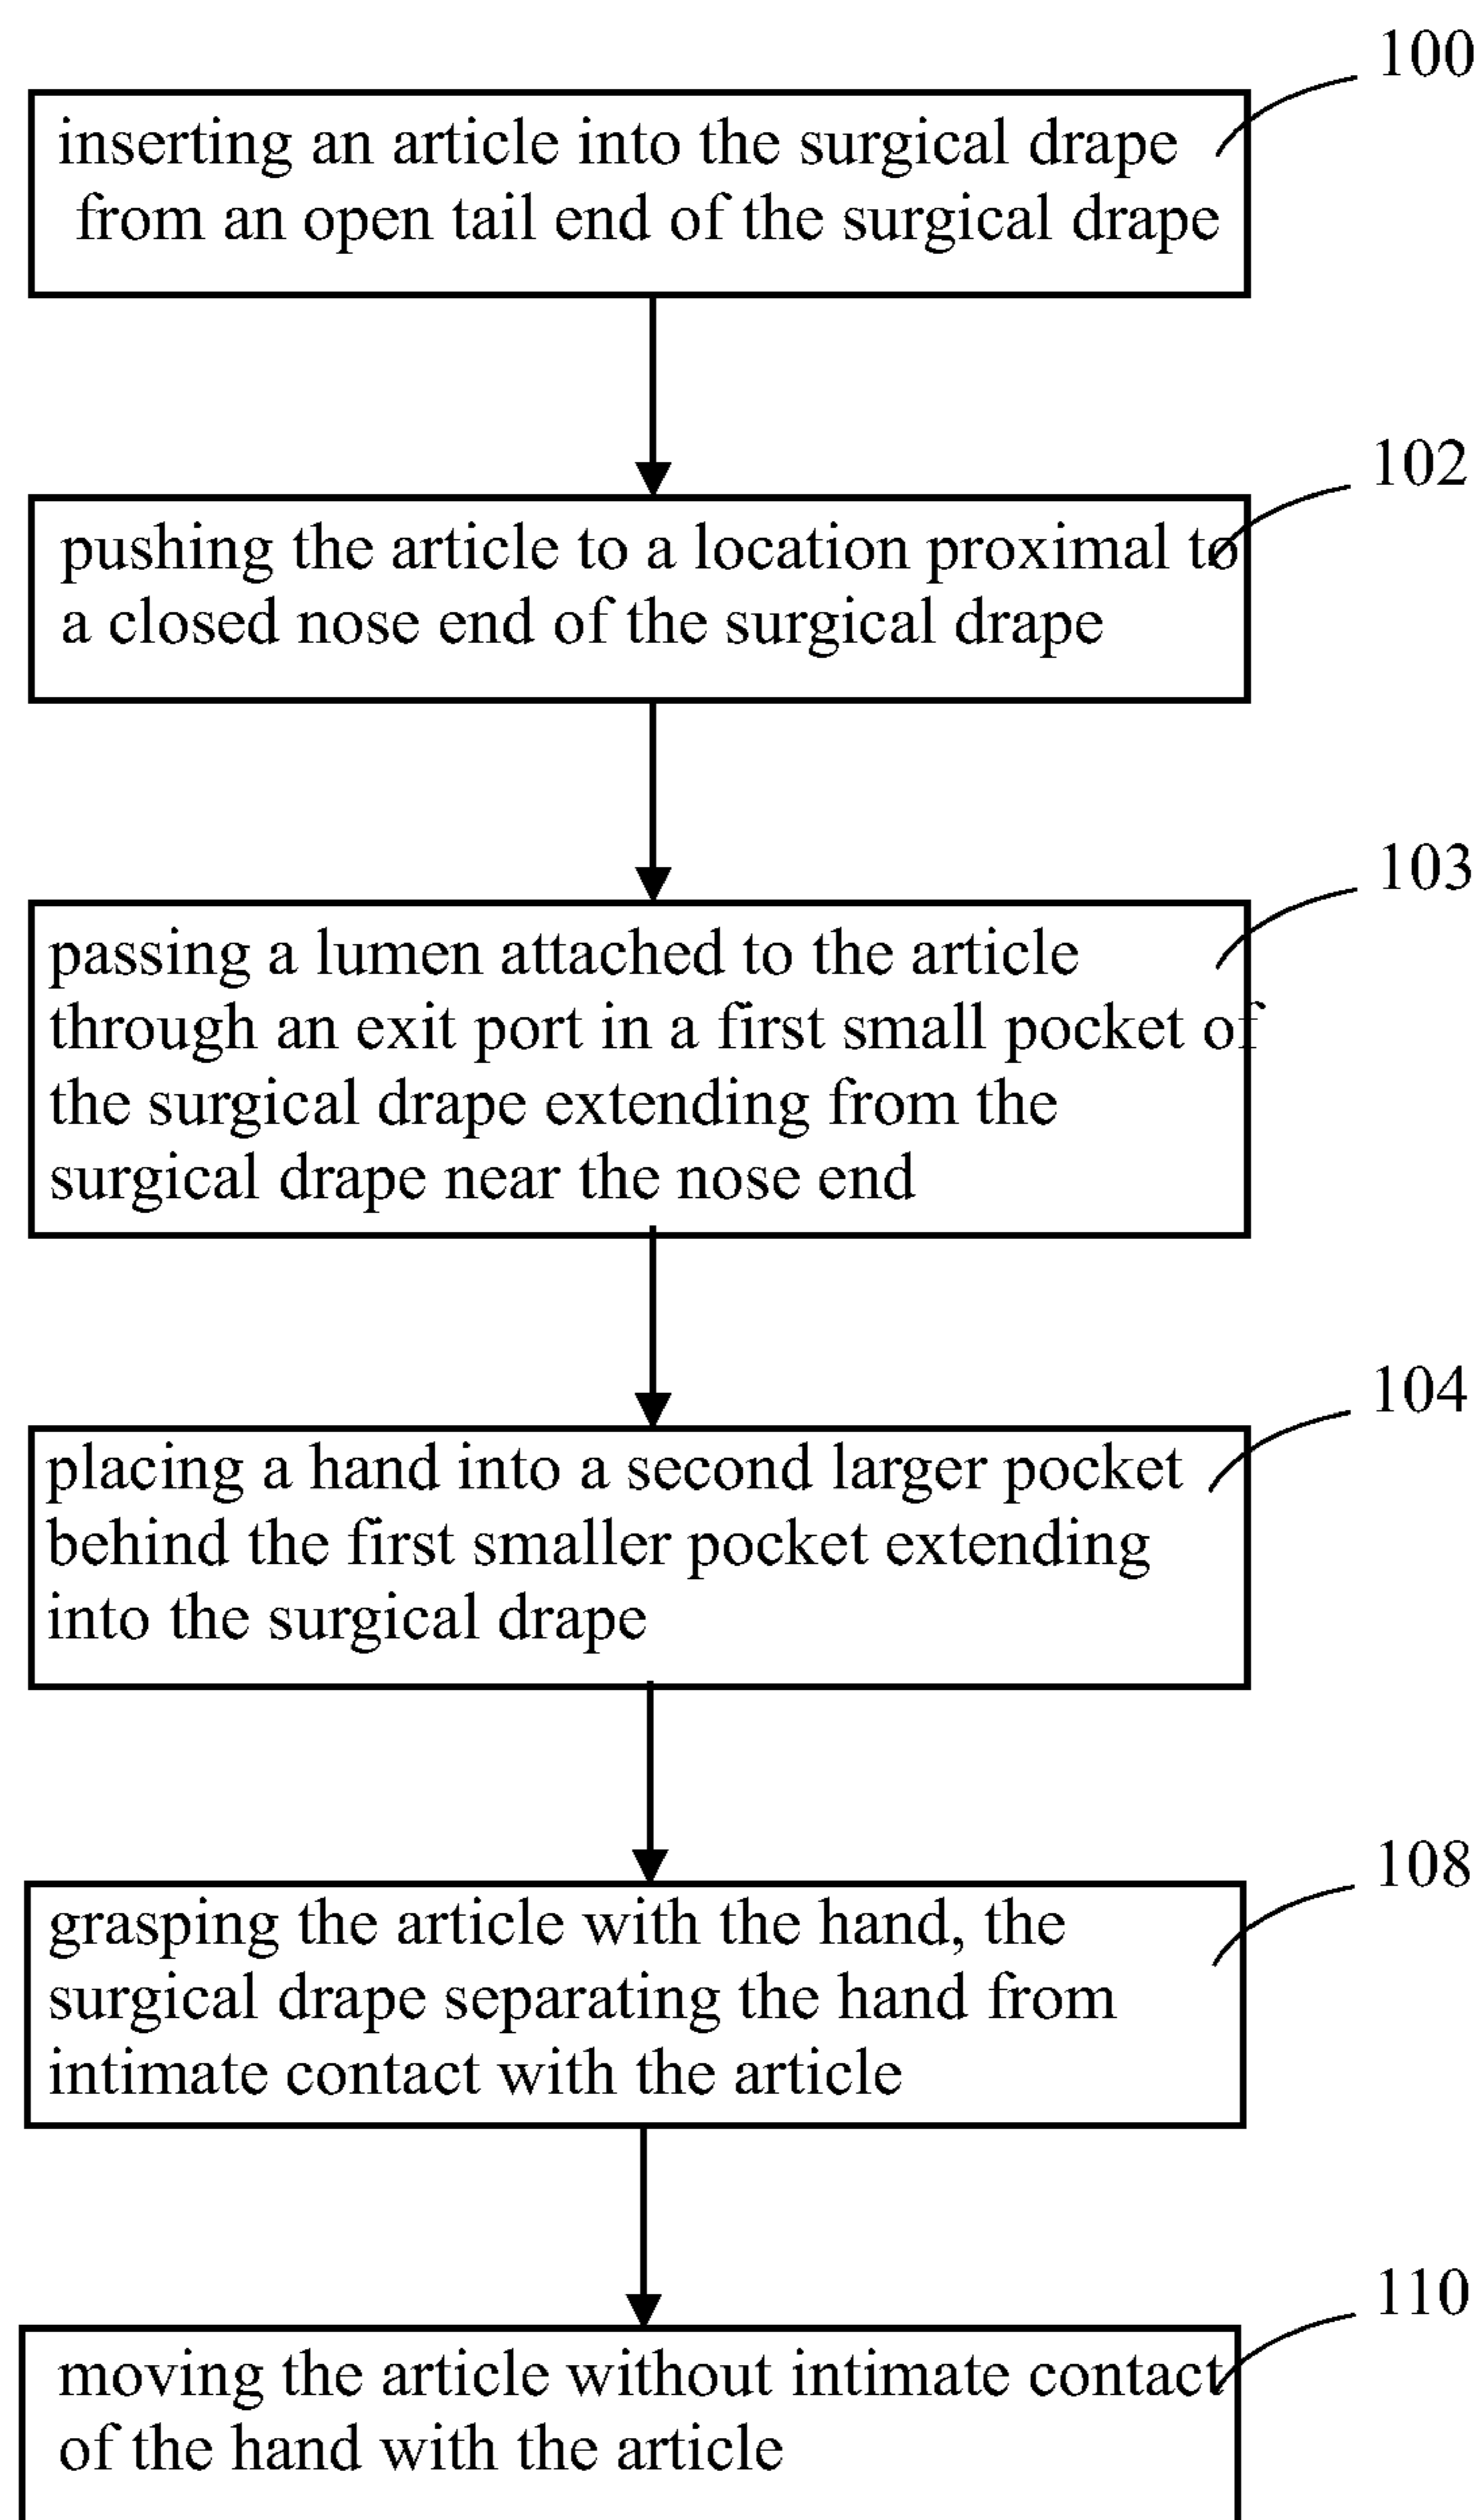 100
inserting an article into the surgical drape
from an open tail end of the surgical drape
102
pushing the article to a location proximal to
a closed nose end of the surgical drape
103
passing a lumen attached to the article
through an exit port in a first small pocket of
the surgical drape extending from the
surgical drape near the nose end
104
placing a hand into a second larger pocket
behind the first smaller pocket extending
into the surgical drape
108
grasping the article with the hand, the
surgical drape separating the hand from
intimate contact with the article
110
moving the article without intimate contact
of the hand with the article